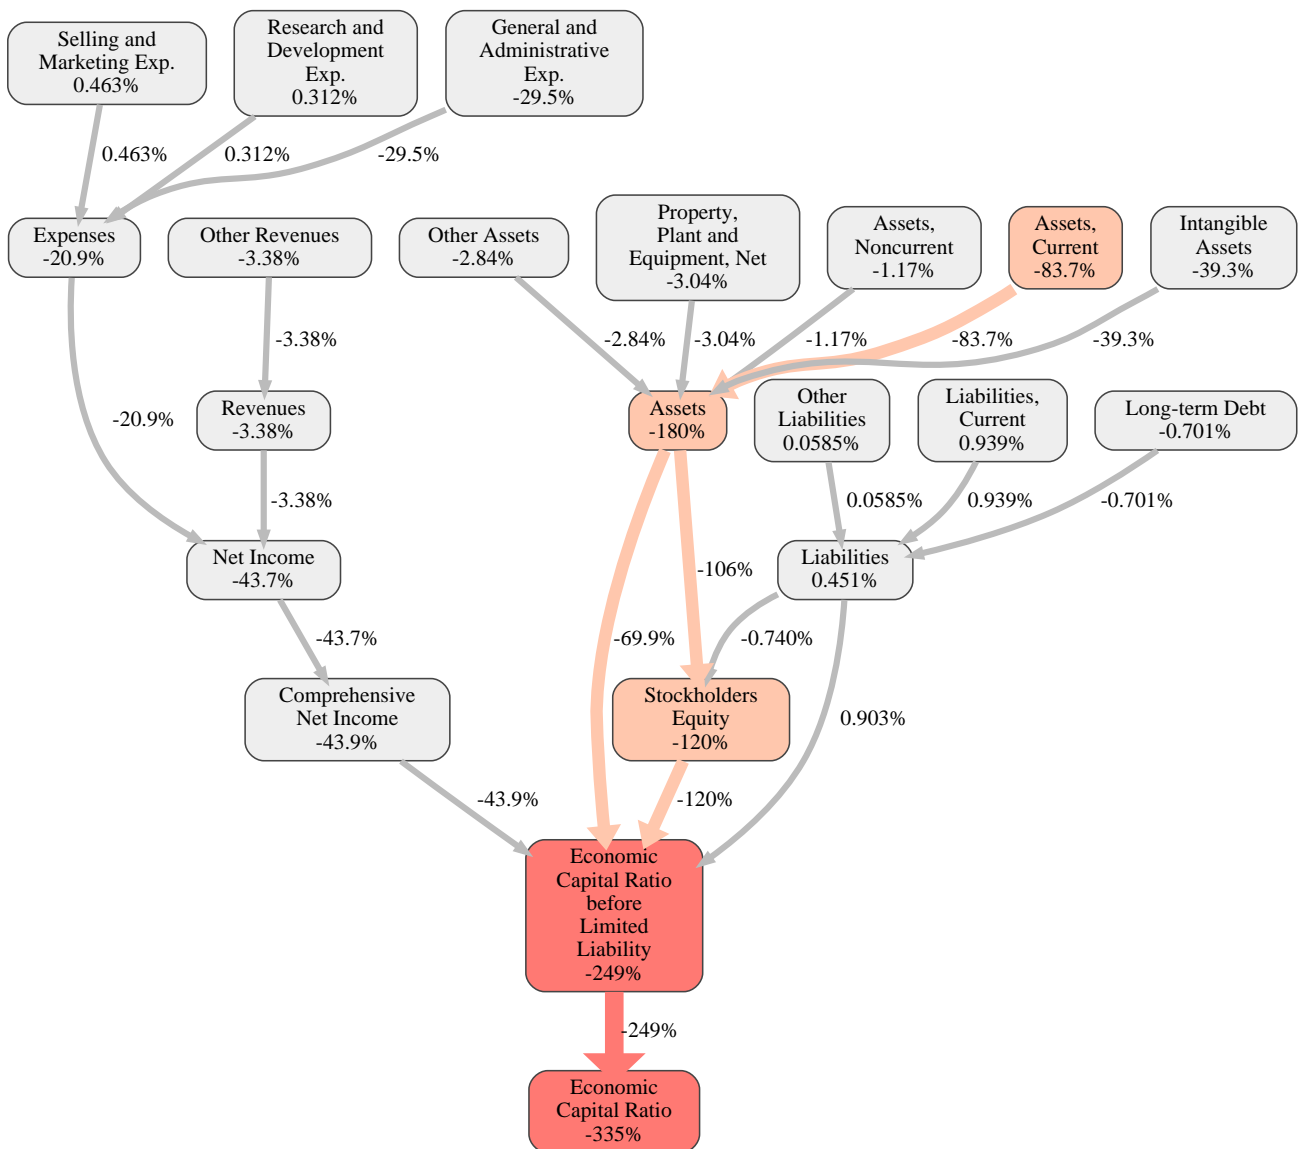 Selling and
Marketing Exp.
0.463%
Research and
Development
Exp.
0.312%
General and
Administrative
Exp.
-29.5%
0.463%
0.312%
-29.5%
Expenses
-20.9%
Other Revenues
-3.38%
Other Assets
-2.84%
Property,
Plant and
Equipment, Net
-3.04%
Assets,
Noncurrent
-1.17%
Assets,
Current
-83.7%
Intangible
Assets
-39.3%
-3.38%
-2.84%
-3.04%
-1.17%
-83.7%
-39.3%
-20.9%
Revenues
-3.38%
Assets
-180%
Other
Liabilities
0.0585%
Liabilities,
Current
0.939%
Long-term Debt
-0.701%
-3.38%
0.0585%
0.939%
-0.701%
Net Income
-43.7%
-106%
Liabilities
0.451%
-43.7%
-69.9%
-0.740%
Comprehensive
Net Income
-43.9%
Stockholders
Equity
-120%
0.903%
-43.9%
-120%
Economic
Capital Ratio
before
Limited
Liability
-249%
-249%
Economic
Capital Ratio
-335%